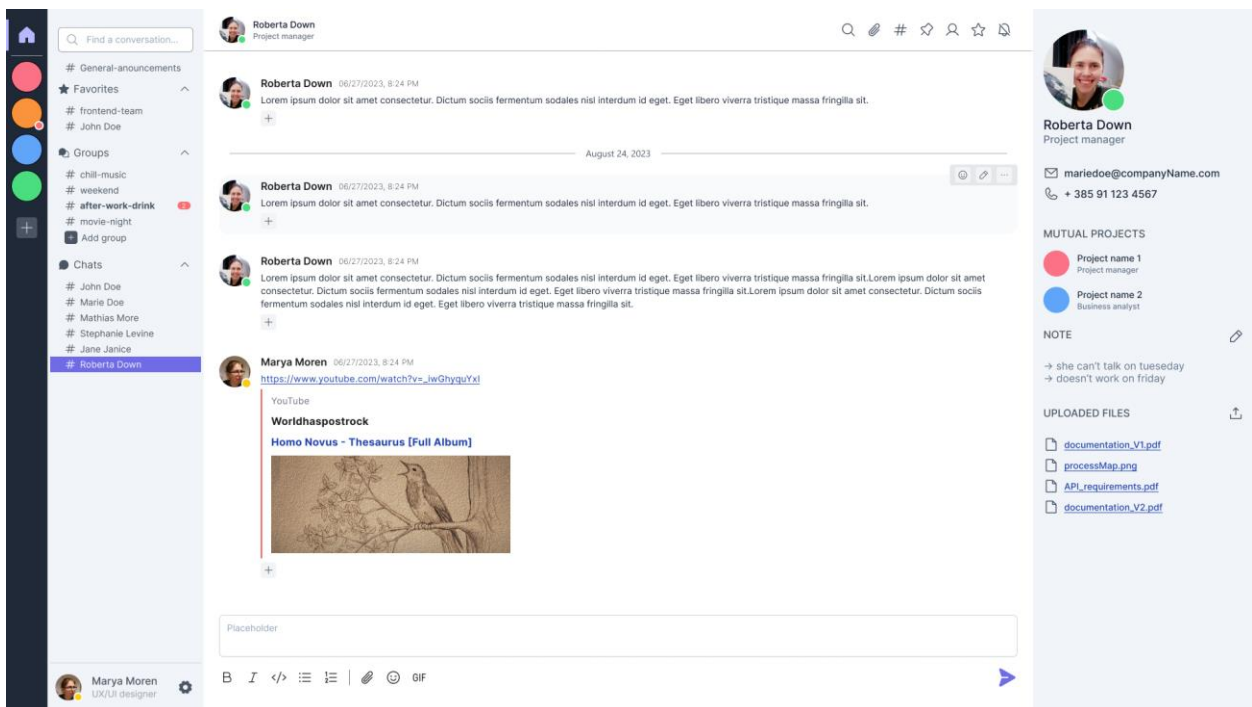 Find a conversation...
# General-anouncements
Favorites
# frontend-team
# John Doe
Groups
# chill-music
# weekend
# after-work-drink 2
# movie-night
+ Add group
Chats
# John Doe
# Marie Doe
# Mathias More
# Stephanie Levine
# Jane Janice
# Roberta Down
Marya Moren
UX/UI designer
Roberta Down
Project manager
Roberta Down 06/27/2023, 8:24 PM
Lorem ipsum dolor sit amet consectetur. Dictum sociis fermentum sodales nisl interdum id eget. Eget libero viverra tristique massa fringilla sit.
+
August 24, 2023
Roberta Down 06/27/2023, 8:24 PM
Lorem ipsum dolor sit amet consectetur. Dictum sociis fermentum sodales nisl interdum id eget. Eget libero viverra tristique massa fringilla sit.
+
Roberta Down 06/27/2023, 8:24 PM
Lorem ipsum dolor sit amet consectetur. Dictum sociis fermentum sodales nisl interdum id eget. Eget libero viverra tristique massa fringilla sit.Lorem ipsum dolor sit amet
consectetur. Dictum sociis fermentum sodales nisl interdum id eget. Eget libero viverra tristique massa fringilla sit.Lorem ipsum dolor sit amet consectetur. Dictum sociis
fermentum sodales nisl interdum id eget. Eget libero viverra tristique massa fringilla sit.
+
Marya Moren 06/27/2023, 8:24 PM
https://www.youtube.com/watch?v=_iwGhyquYxI
YouTube
Worldhaspostrock
Homo Novus - Thesaurus [Full Album]
+
Placeholder
B I </> GIF
Roberta Down
Project manager
mariedoe@companyName.com
+ 385 91 123 4567
MUTUAL PROJECTS
Project name 1
Project manager
Project name 2
Business analyst
NOTE
→ she can't talk on tueseday
→ doesn't work on friday
UPLOADED FILES
documentation_V1.pdf
processMap.png
API_requirements.pdf
documentation_V2.pdf